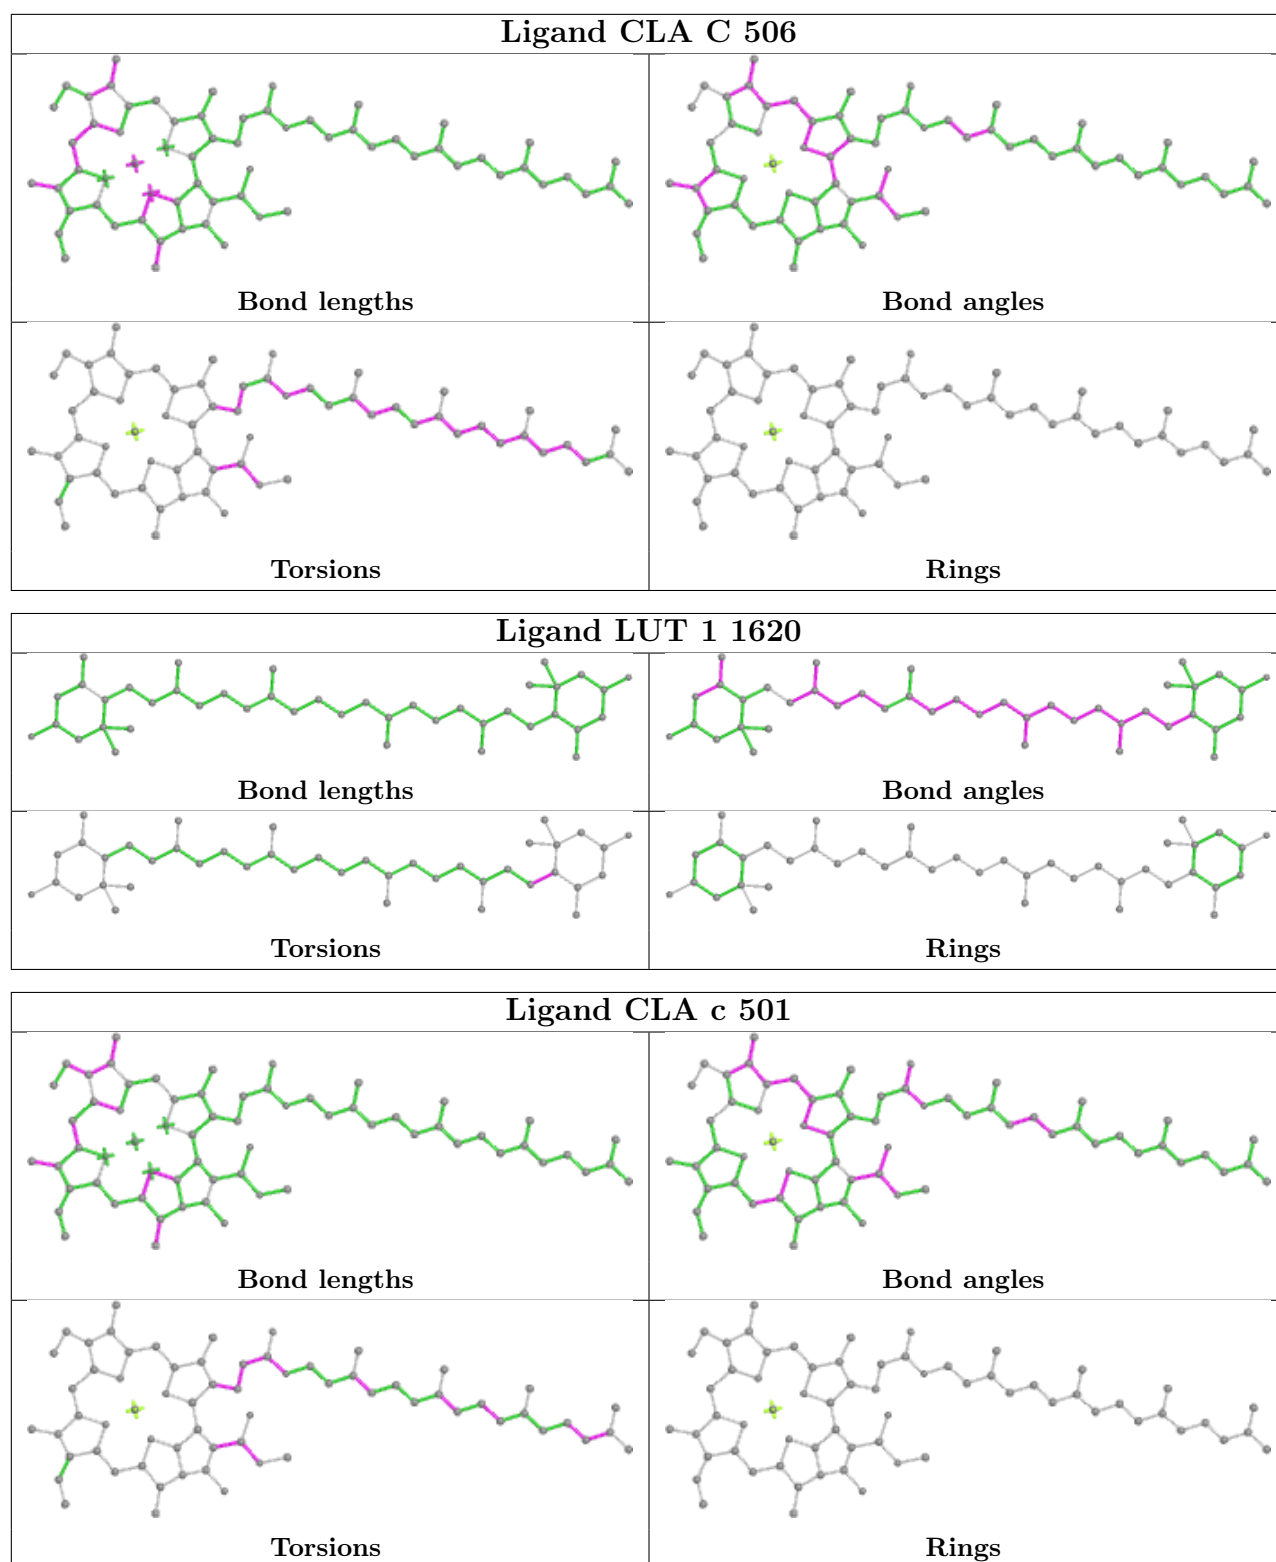 Ligand CLA C 506
Bond lengths
Bond angles
Torsions
Rings
Ligand LUT 1 1620
Bond lengths
Bond angles
Torsions
Rings
Ligand CLA c 501
Bond lengths
Bond angles
Torsions
Rings